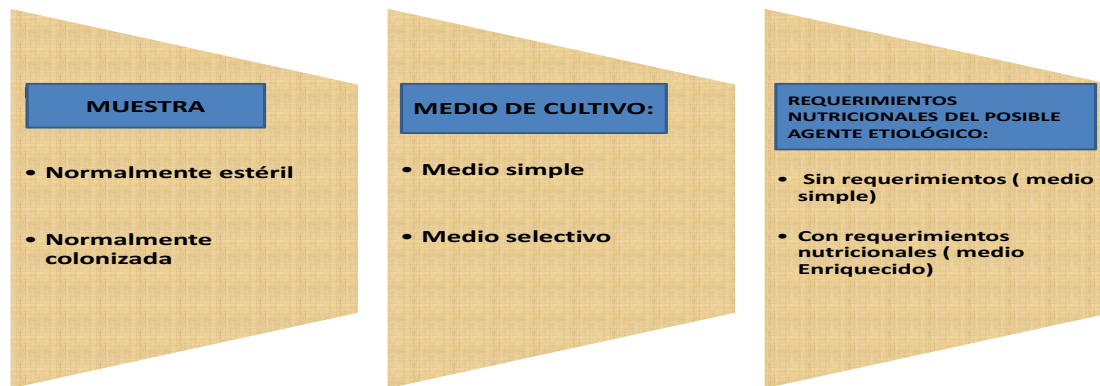 MUESTRA
• Normalmente estéril
• Normalmente
colonizada
MEDIO DE CULTIVO:
• Medio simple
• Medio selectivo
REQUERIMIENTOS
NUTRICIONALES DEL POSIBLE
AGENTE ETIOLÓGICO:
• Sin requerimientos ( medio
simple)
• Con requerimientos
nutricionales ( medio
Enriquecido)